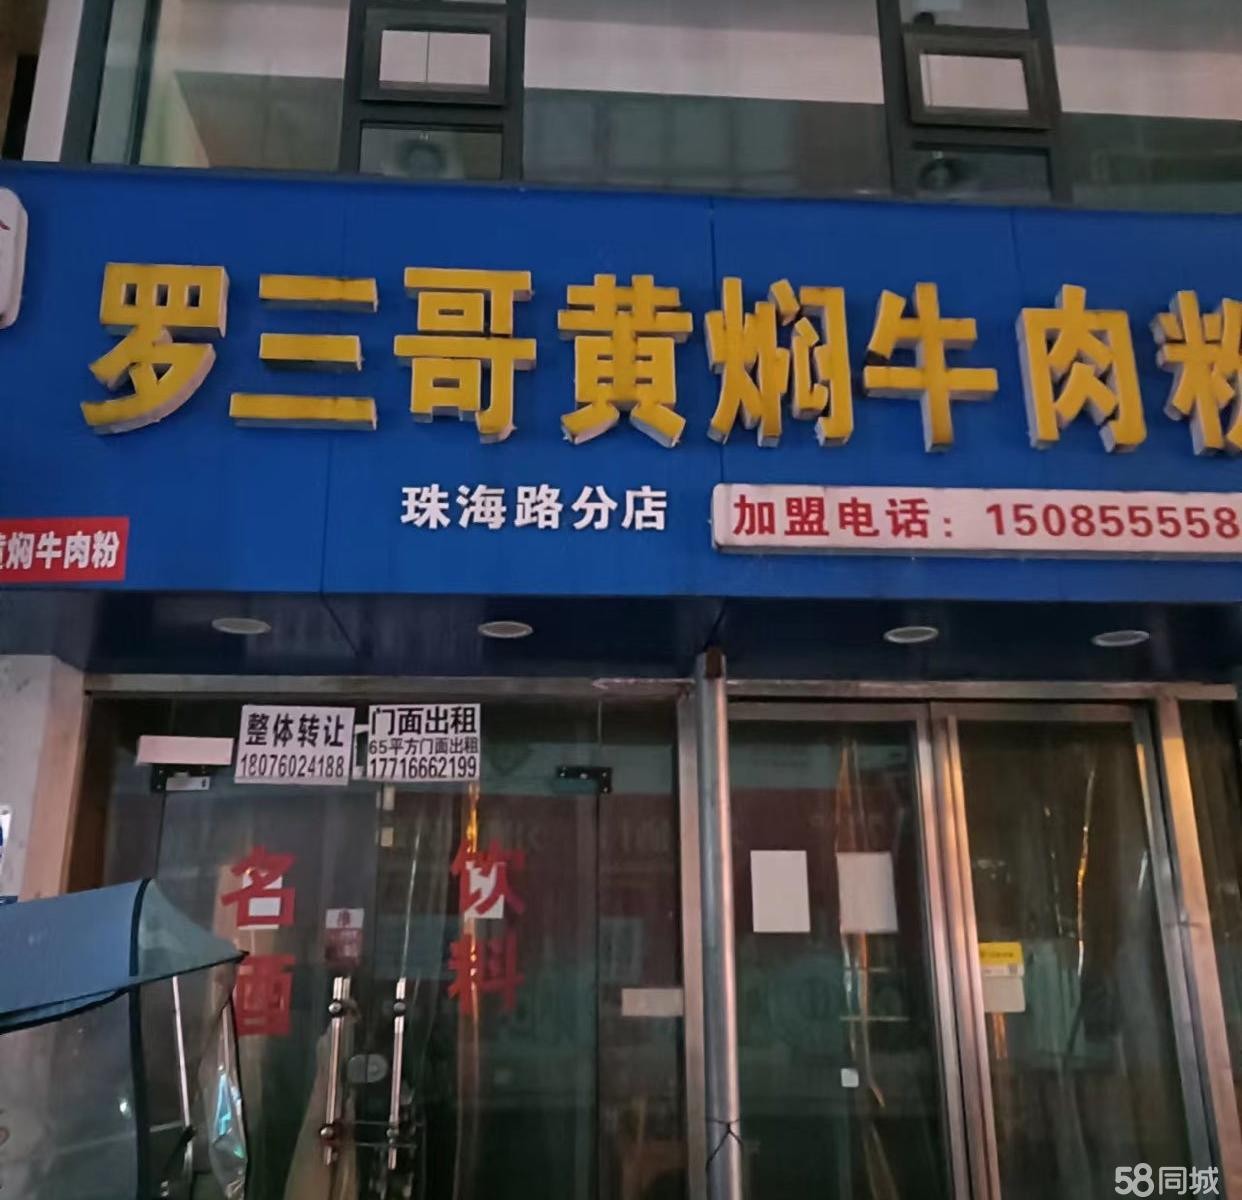 罗三哥黄焖牛肉粉
珠海路分店
加盟电话：1508555558
黄焖牛肉粉
整体转让
18076024188
门面出租
65平方门面出租
17716662199
名酒
饮料
58同城